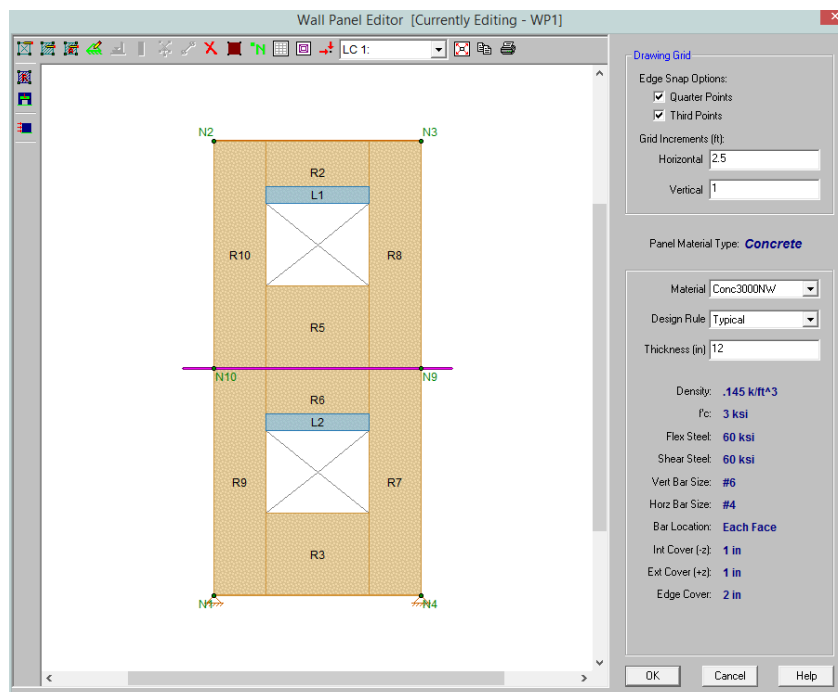 Wall Panel Editor [Currently Editing - WP1]
LC 1:
N2
N3
R2
L1
R10
R8
R5
N10
N9
R6
L2
R9
R7
R3
N1
N4
Drawing Grid
Edge Snap Options:
Quarter Points
Third Points
Grid Increments (ft):
Horizontal 2.5
Vertical 1
Panel Material Type: Concrete
Material Conc3000NW
Design Rule Typical
Thickness (in) 12
Density: .145 k/ft^3
f'c: 3 ksi
Flex Steel: 60 ksi
Shear Steel: 60 ksi
Vert Bar Size: #6
Horz Bar Size: #4
Bar Location: Each Face
Int Cover (-z): 1 in
Ext Cover (+z): 1 in
Edge Cover: 2 in
OK Cancel Help